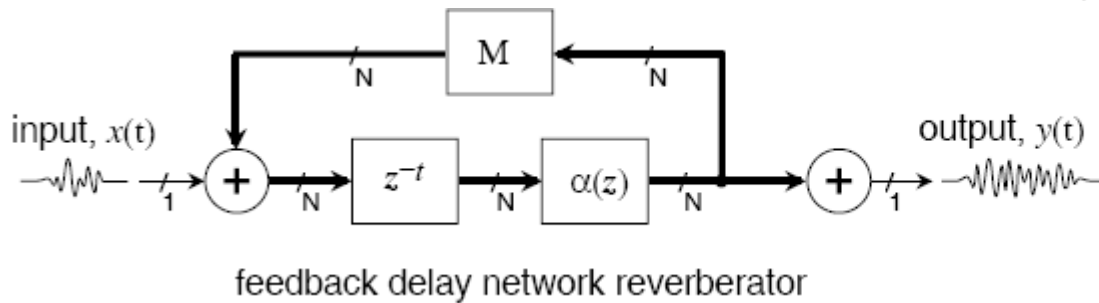 M
N N
input, x(t)
output, y(t)
+ z⁻ᵗ α(z) +
1 N N N 1
feedback delay network reverberator